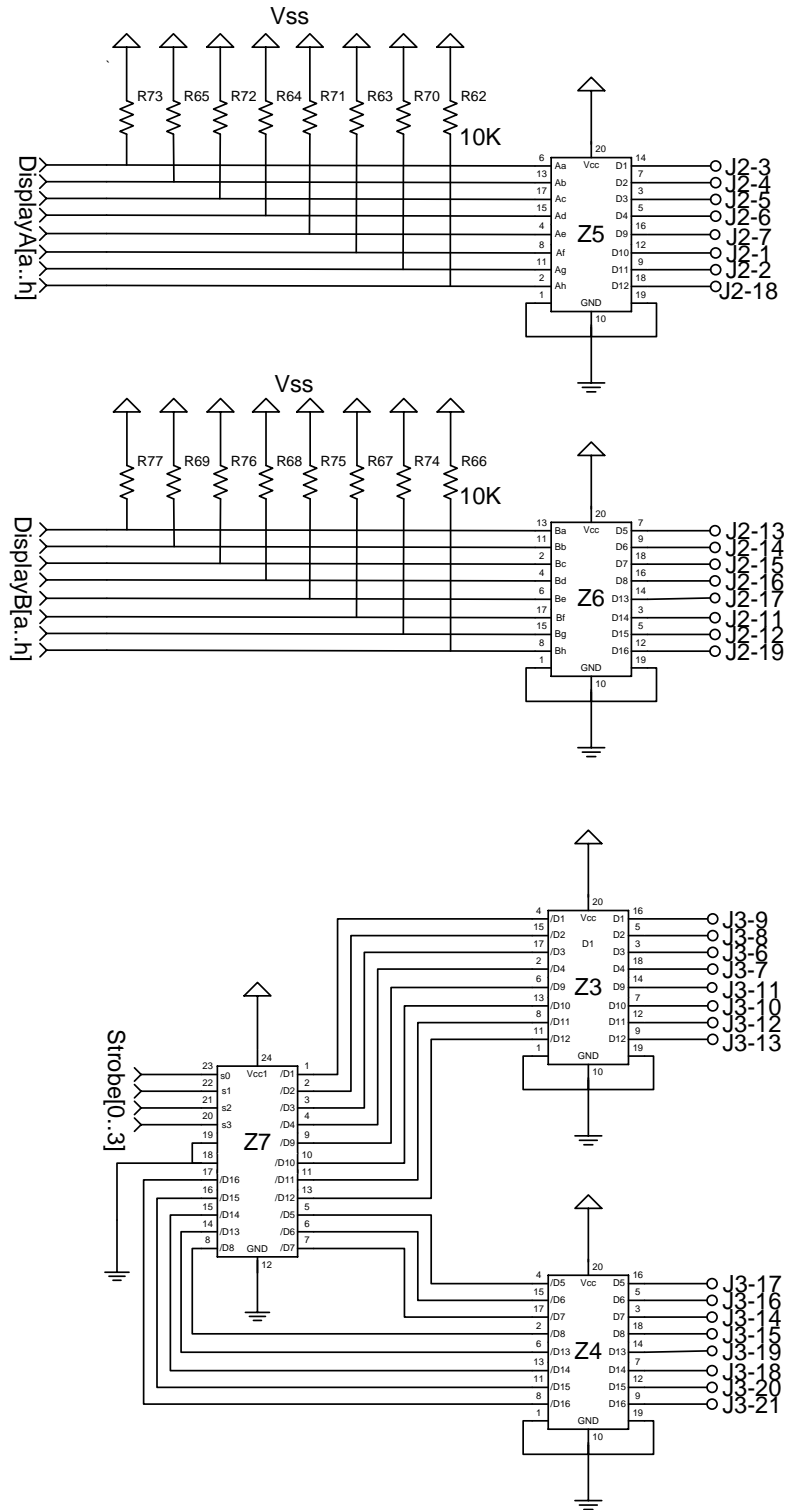 Vss
R73 R65 R72 R64 R71 R63 R70 R62
10K
DisplayA[a..h]
20
6 Aa Vcc D1 14 J2-3
13 Ab D2 7 J2-4
17 Ac D3 3 J2-5
15 Ad D4 5 J2-6
4 Ae Z5 D9 16 J2-7
8 Af D10 12 J2-1
11 Ag D11 9 J2-2
2 Ah D12 18 J2-18
1 GND 19
10
Vss
R77 R69 R76 R68 R75 R67 R74 R66
10K
DisplayB[a..h]
20
13 Ba Vcc D5 7 J2-13
11 Bb D6 9 J2-14
2 Bc D7 18 J2-15
4 Bd D8 16 J2-16
6 Be Z6 D13 14 J2-17
17 Bf D14 3 J2-11
15 Bg D15 5 J2-12
8 Bh D16 12 J2-19
1 GND 19
10
20
4 /D1 Vcc D1 16 J3-9
15 /D2 D1 D2 5 J3-8
17 /D3 D3 3 J3-6
2 /D4 D4 18 J3-7
6 /D9 Z3 D9 14 J3-11
13 /D10 D10 7 J3-10
8 /D11 D11 12 J3-12
11 /D12 D12 9 J3-13
1 GND 19
10
Strobe[0..3]
24
23 s0 Vcc1 /D1 1
22 s1 /D2 2
21 s2 /D3 3
20 s3 /D4 4
19 Z7 /D9 9
18 /D10 10
17 /D16 /D11 11
16 /D15 /D12 13
15 /D14 /D5 5
14 /D13 /D6 6
8 /D8 GND /D7 7
12
20
4 /D5 Vcc D5 16 J3-17
15 /D6 D6 5 J3-16
17 /D7 D7 3 J3-14
2 /D8 D8 18 J3-15
6 /D13 Z4 D13 14 J3-19
13 /D14 D14 7 J3-18
11 /D15 D15 12 J3-20
8 /D16 D16 9 J3-21
1 GND 19
10